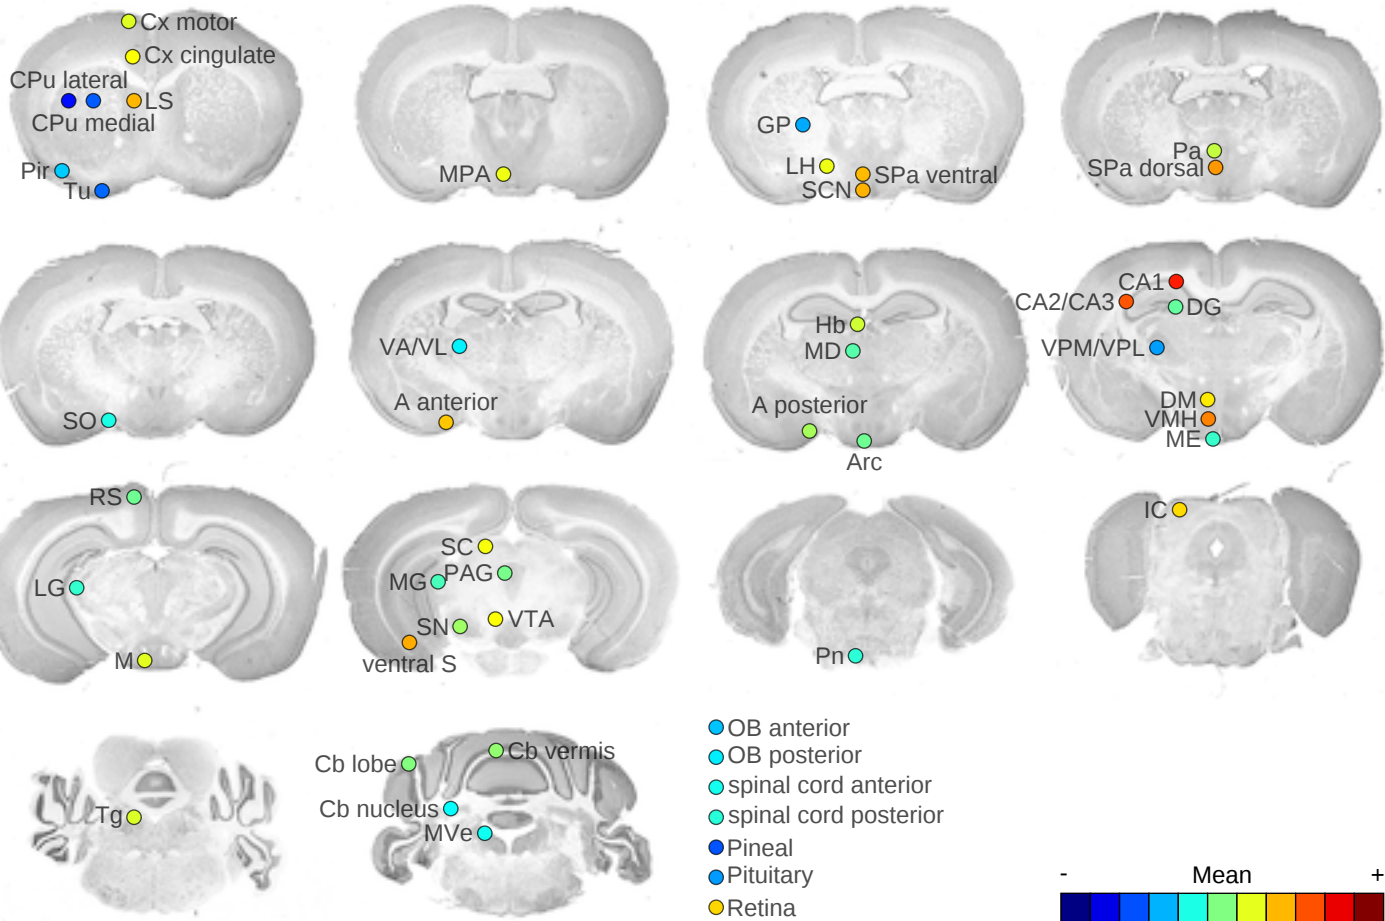 Cx motor
Cx cingulate
CPu lateral
LS
CPu medial
Pir
Tu
MPA
GP
LH
SPa ventral
SCN
Pa
SPa dorsal
SO
VA/VL
A anterior
Hb
MD
A posterior
Arc
CA1
CA2/CA3
DG
VPM/VPL
DM
VMH
ME
RS
LG
M
SC
MG
PAG
SN
VTA
ventral S
Pn
IC
Tg
Cb lobe
Cb vermis
Cb nucleus
MVe
OB anterior
OB posterior
spinal cord anterior
spinal cord posterior
Pineal
Pituitary
Retina
- Mean +